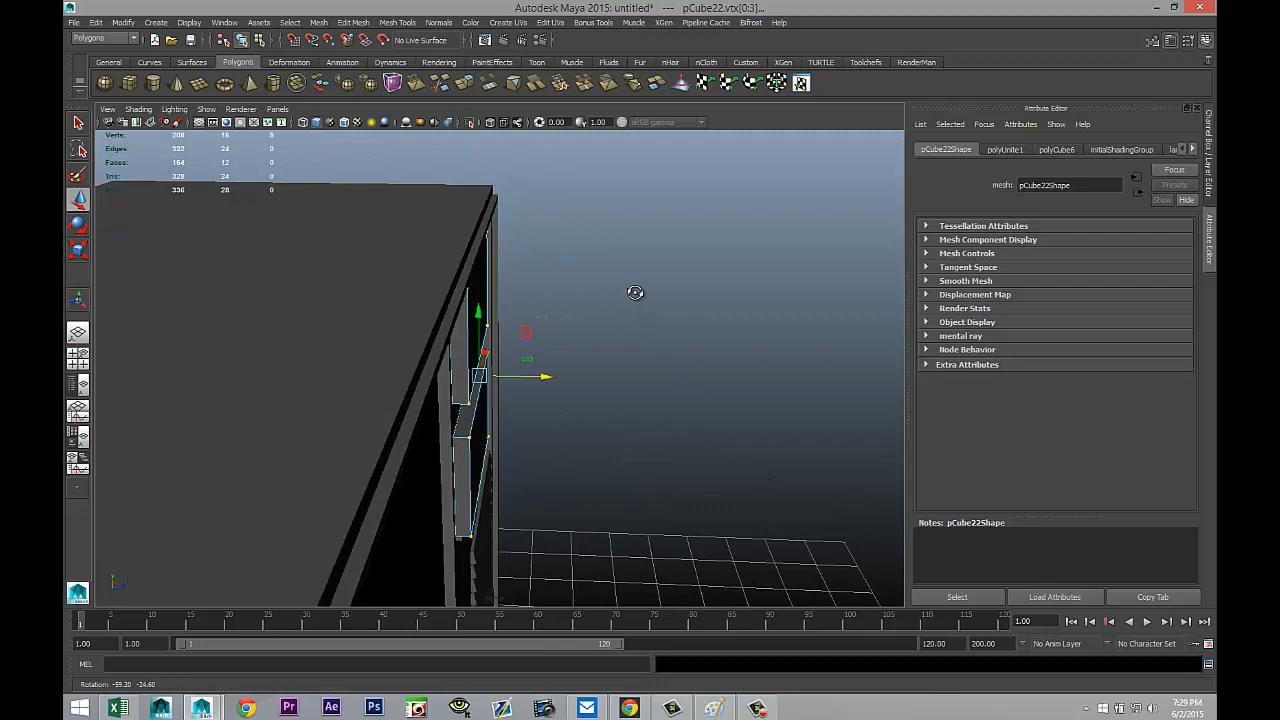 Autodesk Maya 2015: untitled* --- pCube22.vtx[0:3]...
File Edit Modify Create Display Window Assets Select Mesh Edit Mesh Mesh Tools Normals Color Create UVs Edit UVs Bonus Tools Muscle XGen Pipeline Cache Bifrost Help
Polygons No Live Surface
General Curves Surfaces Polygons Deformation Animation Dynamics Rendering PaintEffects Toon Muscle Fluids Fur nHair nCloth Custom XGen TURTLE Toolchefs RenderMan
View Shading Lighting Show Renderer Panels
0.00 1.00 sRGB gamma
Verts: 208 16 8
Edges: 332 24 0
Faces: 164 12 0
Tris: 328 24 0
336 28 0
Attribute Editor
List Selected Focus Attributes Show Help
pCube22Shape polyUnite1 polyCube6 initialShadingGroup
Focus
mesh: pCube22Shape
Presets
Show Hide
Tessellation Attributes
Mesh Component Display
Mesh Controls
Tangent Space
Smooth Mesh
Displacement Map
Render Stats
Object Display
mental ray
Node Behavior
Extra Attributes
Notes: pCube22Shape
Select Load Attributes Copy Tab
Channel Box / Layer Editor
Attribute Editor
5 10 15 20 25 30 35 40 45 50 55 60 65 70 75 80 85 90 95 100 105 110 115 120
1 1.00
1.00 1.00 1 120 120.00 200.00 No Anim Layer No Character Set
MEL
Rotation: -59.20 -24.60
7:29 PM
6/2/2015